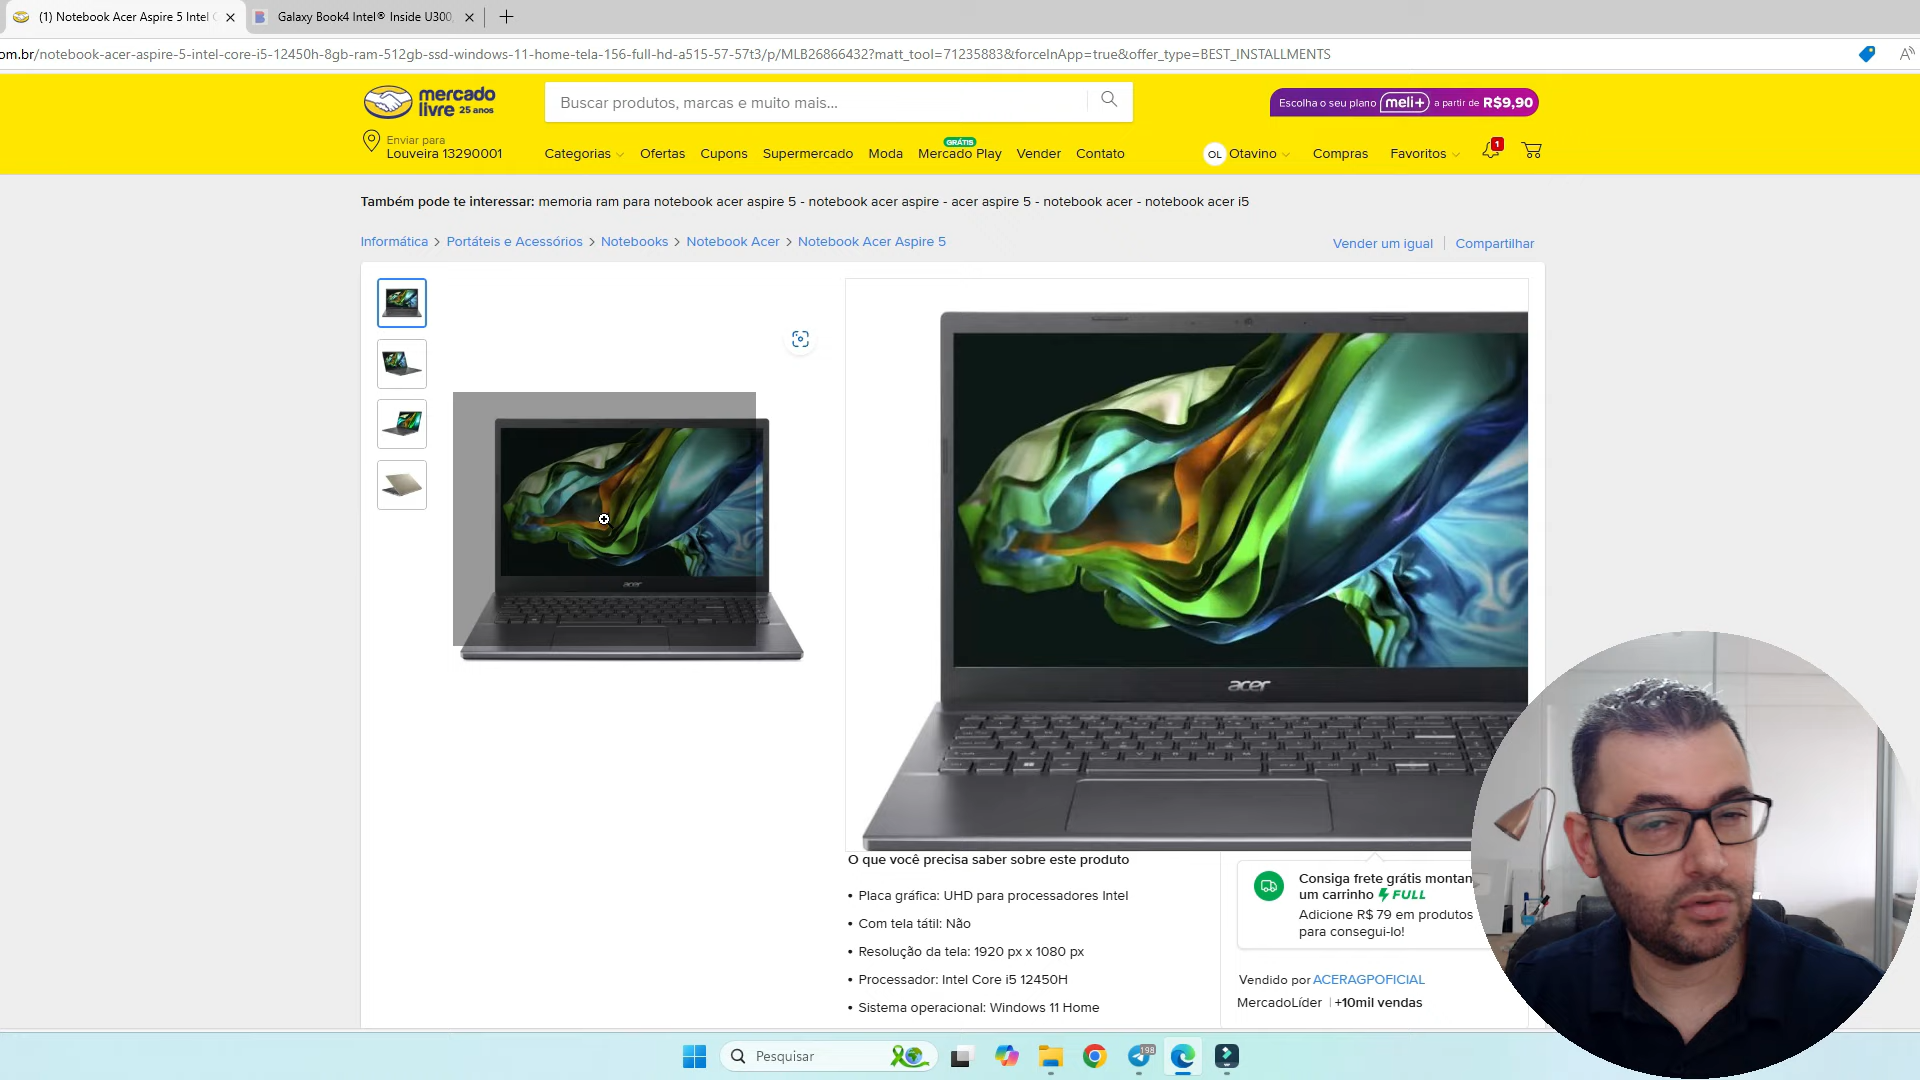 (1) Notebook Acer Aspire 5 Intel
Galaxy Book4 Intel® Inside U300,
om.br/notebook-acer-aspire-5-intel-core-i5-12450h-8gb-ram-512gb-ssd-windows-11-home-tela-156-full-hd-a515-57-57t3/p/MLB26866432?matt_tool=71235883&forceInApp=true&offer_type=BEST_INSTALLMENTS
mercado
livre 25 anos
Buscar produtos, marcas e muito mais...
Escolha o seu plano meli+ a partir de R$9,90
Enviar para
Louveira 13290001
GRÁTIS
Categorias Ofertas Cupons Supermercado Moda Mercado Play Vender Contato
OL Otavino Compras Favoritos 1
Também pode te interessar: memoria ram para notebook acer aspire 5 - notebook acer aspire - acer aspire 5 - notebook acer - notebook acer i5
Informática > Portáteis e Acessórios > Notebooks > Notebook Acer > Notebook Acer Aspire 5
Vender um igual | Compartilhar
acer
acer
O que você precisa saber sobre este produto
• Placa gráfica: UHD para processadores Intel
• Com tela tátil: Não
• Resolução da tela: 1920 px x 1080 px
• Processador: Intel Core i5 12450H
• Sistema operacional: Windows 11 Home
Consiga frete grátis montan
um carrinho FULL
Adicione R$ 79 em produtos
para consegui-lo!
Vendido por ACERAGPOFICIAL
MercadoLíder | +10mil vendas
Pesquisar
198